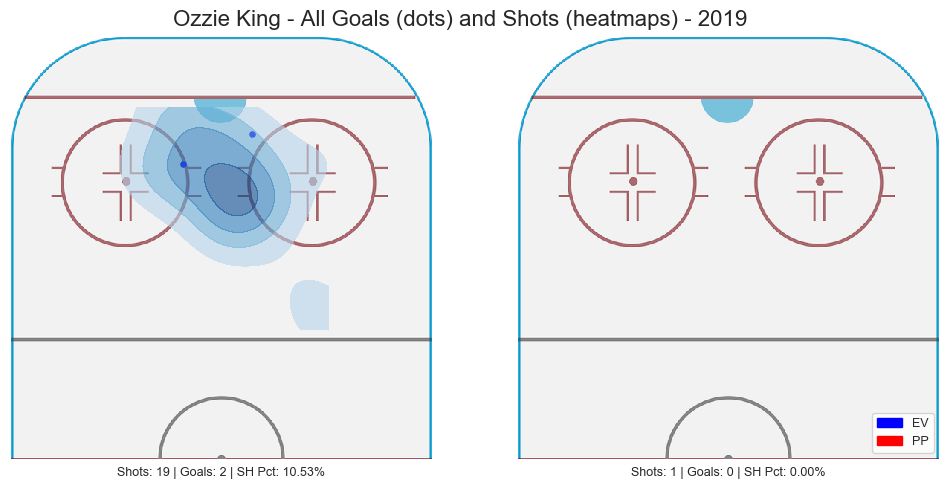 Ozzie King - All Goals (dots) and Shots (heatmaps) - 2019
EV
PP
Shots: 19 | Goals: 2 | SH Pct: 10.53%
Shots: 1 | Goals: 0 | SH Pct: 0.00%